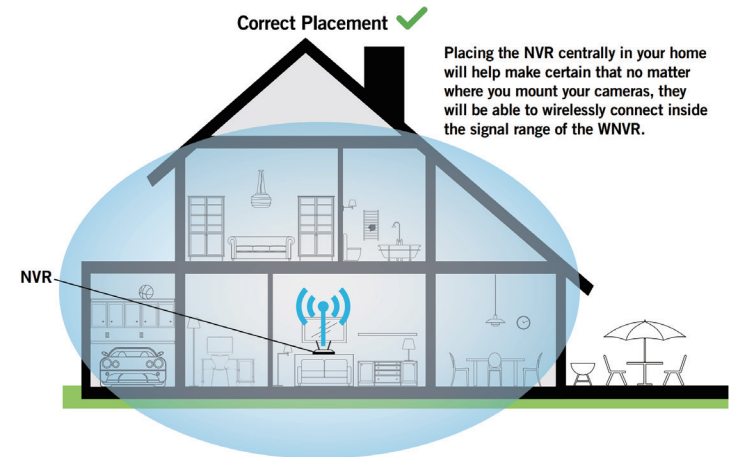 Correct Placement
Placing the NVR centrally in your home
will help make certain that no matter
where you mount your cameras, they
will be able to wirelessly connect inside
the signal range of the WNVR.
NVR